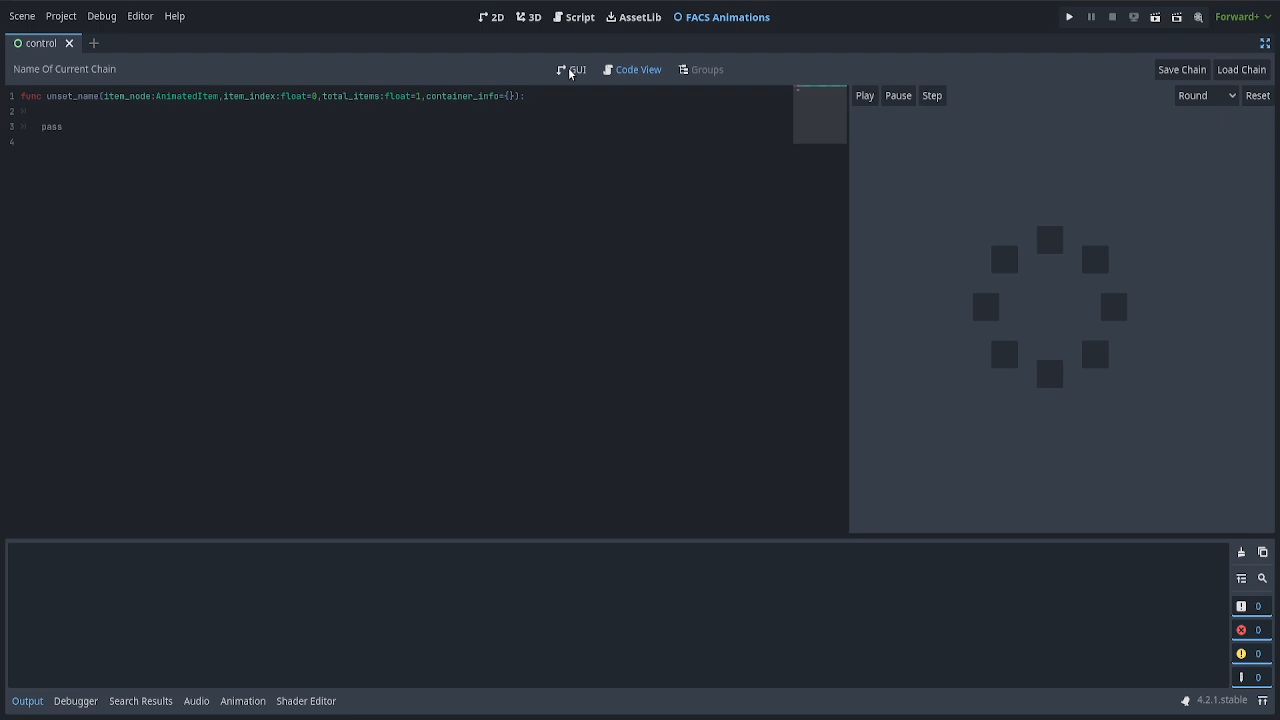 Scene Project Debug Editor Help 2D 3D Script AssetLib FACS Animations Forward+
control
Name Of Current Chain GUI Code View Groups Save Chain Load Chain
1 func unset_name(item_node:AnimatedItem,item_index:float=0,total_items:float=1,container_info={}):
2
3 pass
4
Play Pause Step Round Reset
0
0
0
0
Output Debugger Search Results Audio Animation Shader Editor 4.2.1.stable